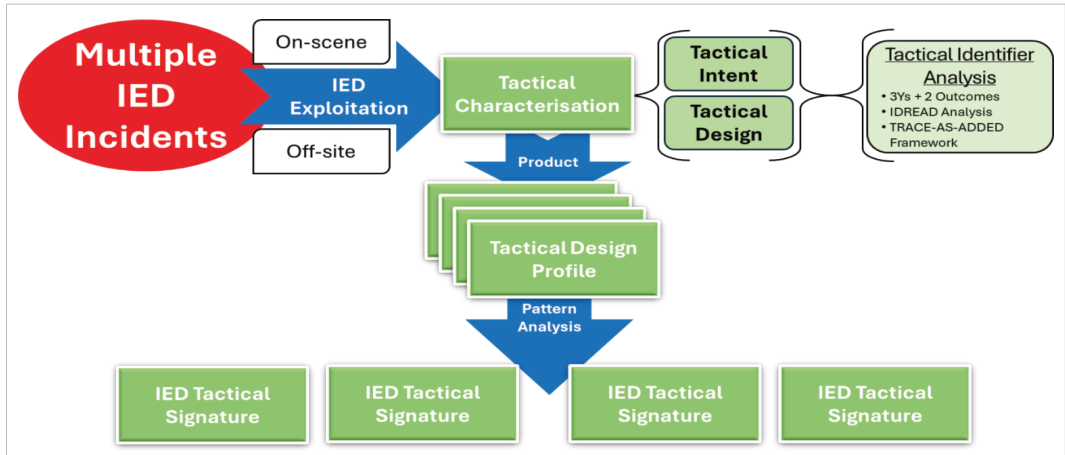 Multiple
IED
Incidents
On-scene
IED
Exploitation
Off-site
Tactical
Characterisation
Tactical
Intent
Tactical
Design
Tactical Identifier
Analysis
• 3Ys + 2 Outcomes
• IDREAD Analysis
• TRACE-AS-ADDED
Framework
Product
Tactical Design
Profile
Pattern
Analysis
IED Tactical
Signature
IED Tactical
Signature
IED Tactical
Signature
IED Tactical
Signature